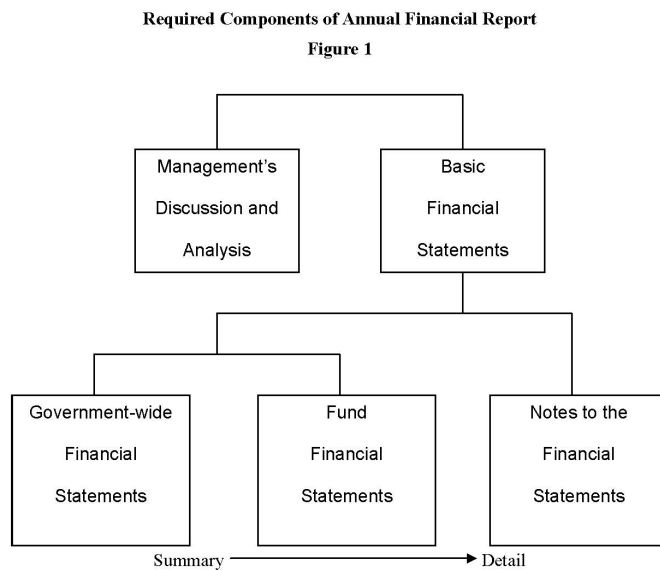 Required Components of Annual Financial Report
Figure 1
Management's
Discussion and
Analysis
Basic
Financial
Statements
Government-wide
Financial
Statements
Fund
Financial
Statements
Notes to the
Financial
Statements
Summary
Detail